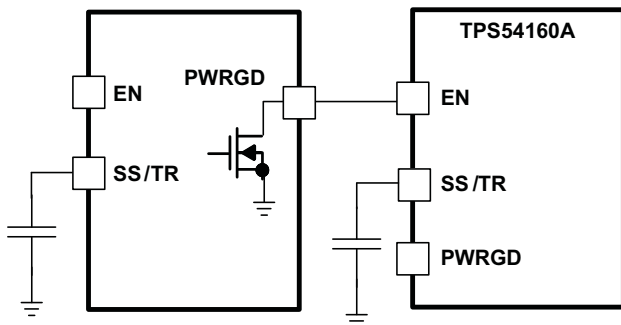 TPS54160A
PWRGD
EN
EN
SS/TR
SS/TR
PWRGD